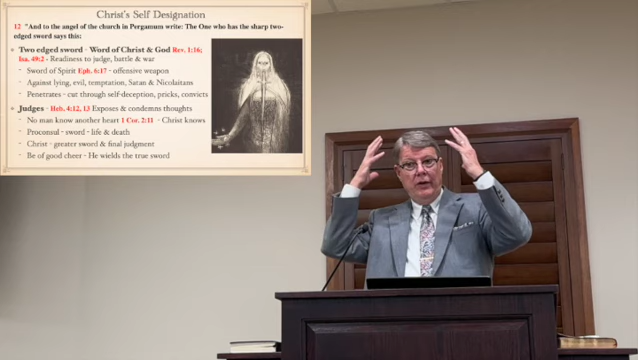 Christ's Self Designation
12 "And to the angel of the church in Pergamum write: The One who has the sharp two-
edged sword says this:
Two edged sword - Word of Christ & God Rev. 1:16;
Isa. 49:2 - Readiness to judge, battle & war
- Sword of Spirit Eph. 6:17 - offensive weapon
- Against lying, evil, temptation, Satan & Nicolaitans
- Penetrates - cut through self-deception, pricks, convicts
Judges - Heb. 4:12, 13 Exposes & condemns thoughts
- No man know another heart 1 Cor. 2:11 - Christ knows
- Proconsul - sword - life & death
- Christ - greater sword & final judgment
- Be of good cheer - He wields the true sword